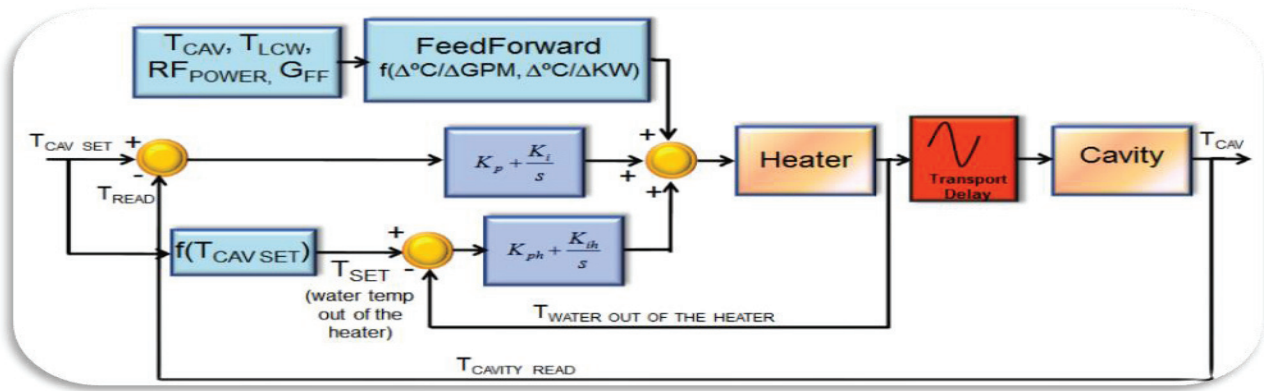 T_CAV, T_LCW,
RF_POWER, G_FF
FeedForward
f(Δ°C/ΔGPM, Δ°C/ΔKW)
T_CAV SET
+
-
T_READ
K_p + K_i/s
+
+
+
Heater
Transport
Delay
Cavity
T_CAV
f(T_CAV SET)
+
-
T_SET
(water temp
out of the
heater)
K_ph + K_ih/s
T_WATER OUT OF THE HEATER
T_CAVITY READ